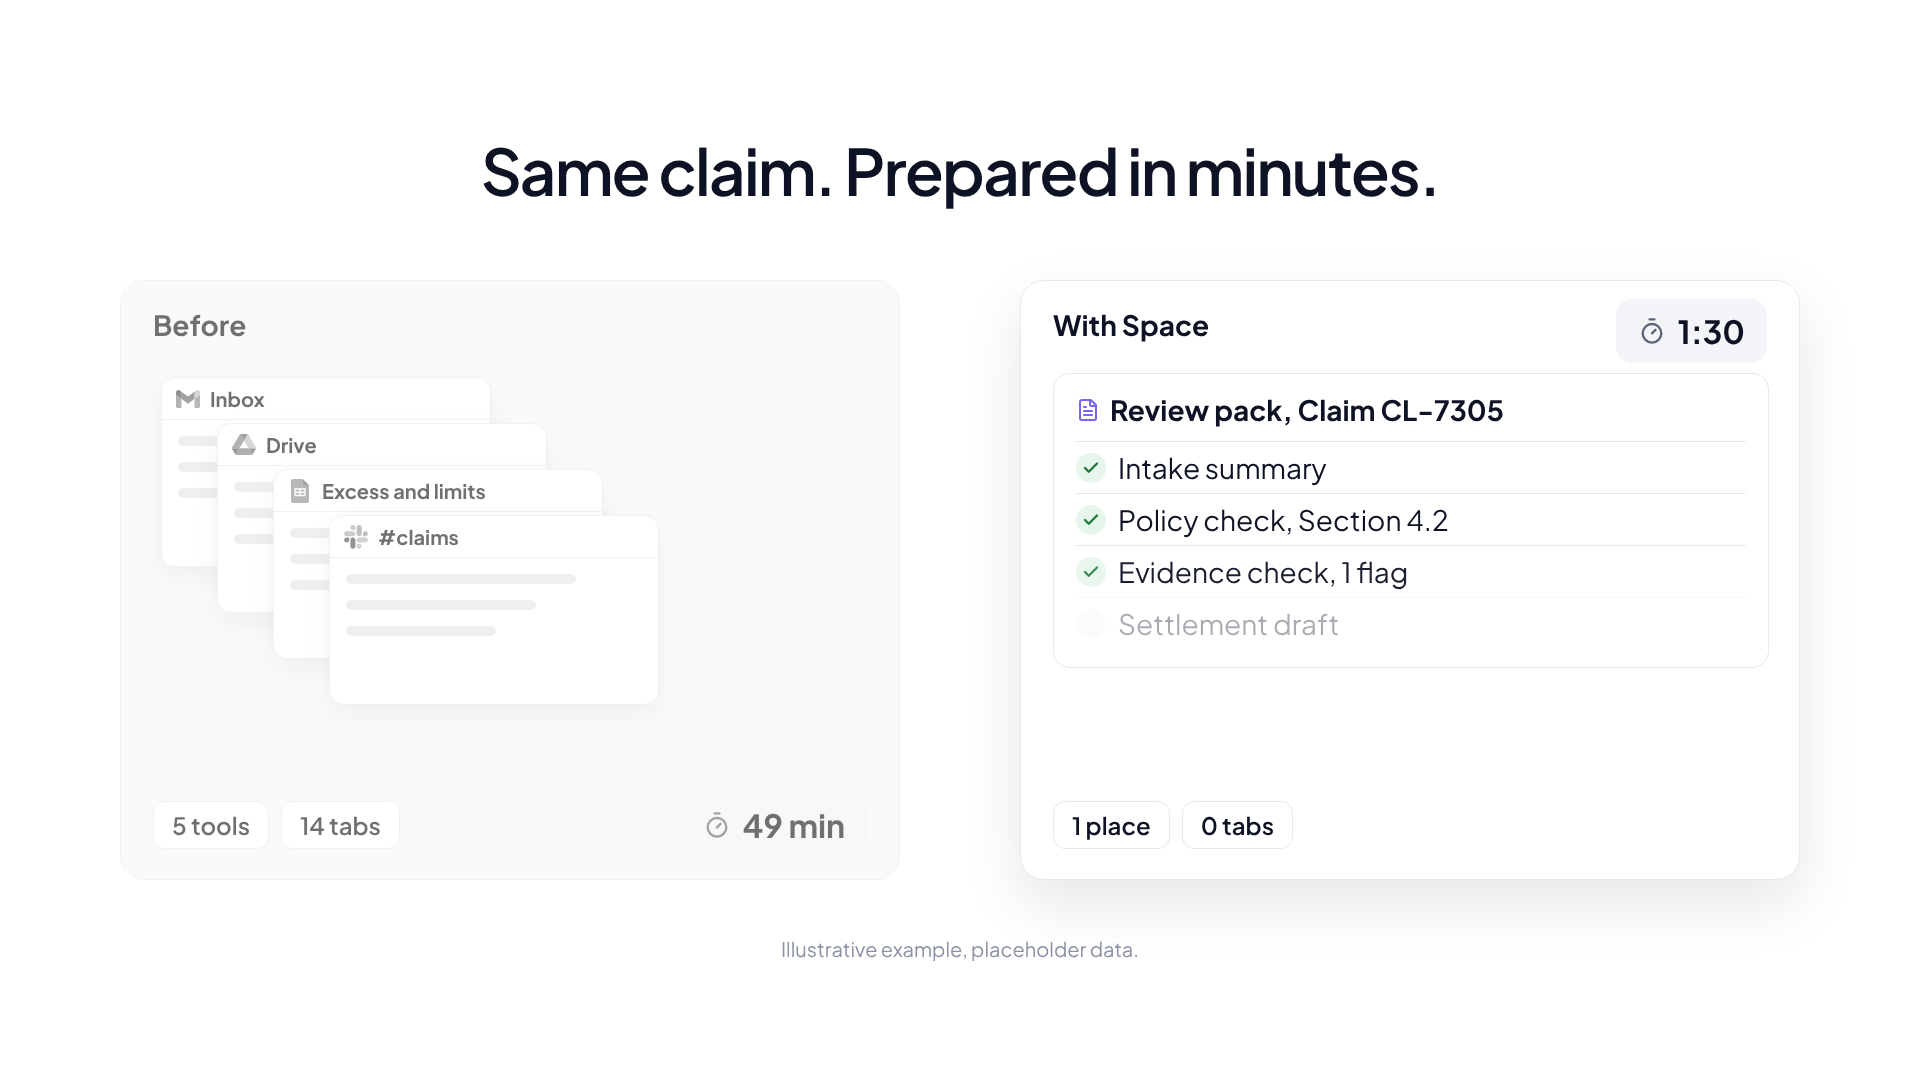 Same claim. Prepared in minutes.
Before
Inbox
Drive
Excess and limits
#claims
5 tools
14 tabs
49 min
With Space
1:30
Review pack, Claim CL-7305
Intake summary
Policy check, Section 4.2
Evidence check, 1 flag
Settlement draft
1 place
0 tabs
Illustrative example, placeholder data.